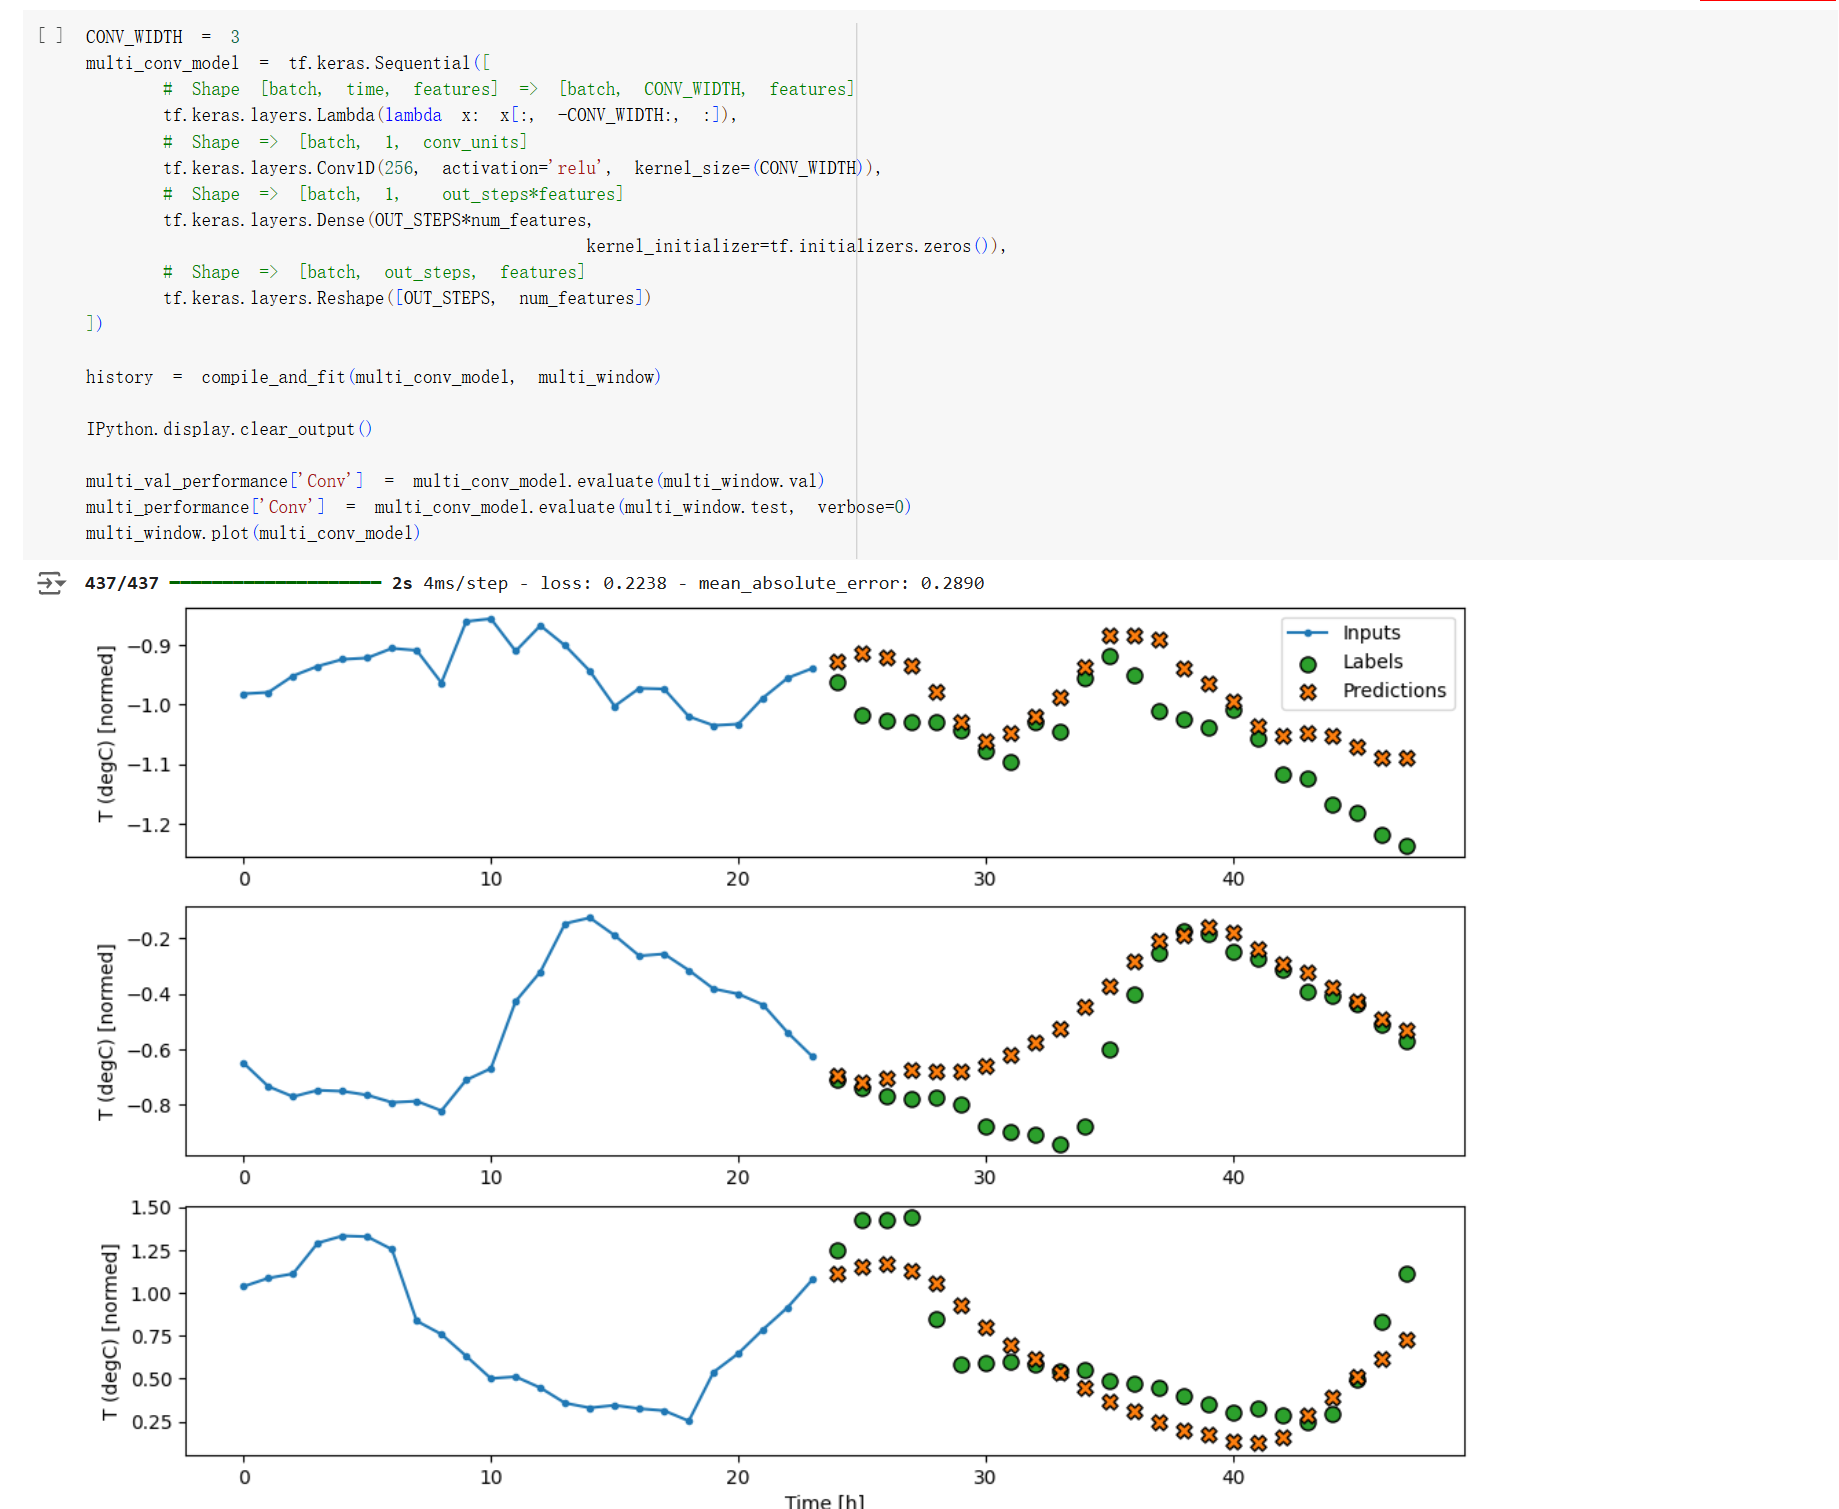 [ ] CONV_WIDTH = 3
multi_conv_model = tf.keras.Sequential([
# Shape [batch, time, features] => [batch, CONV_WIDTH, features]
tf.keras.layers.Lambda(lambda x: x[:, -CONV_WIDTH:, :]),
# Shape => [batch, 1, conv_units]
tf.keras.layers.Conv1D(256, activation='relu', kernel_size=(CONV_WIDTH)),
# Shape => [batch, 1, out_steps*features]
tf.keras.layers.Dense(OUT_STEPS*num_features,
kernel_initializer=tf.initializers.zeros()),
# Shape => [batch, out_steps, features]
tf.keras.layers.Reshape([OUT_STEPS, num_features])
])
history = compile_and_fit(multi_conv_model, multi_window)
IPython.display.clear_output()
multi_val_performance['Conv'] = multi_conv_model.evaluate(multi_window.val)
multi_performance['Conv'] = multi_conv_model.evaluate(multi_window.test, verbose=0)
multi_window.plot(multi_conv_model)
437/437 2s 4ms/step - loss: 0.2238 - mean_absolute_error: 0.2890
T (degC) [normed]
−0.9
−1.0
−1.1
−1.2
Inputs
Labels
Predictions
0 10 20 30 40
T (degC) [normed]
−0.2
−0.4
−0.6
−0.8
0 10 20 30 40
T (degC) [normed]
1.50
1.25
1.00
0.75
0.50
0.25
0 10 20 30 40
Time [h]